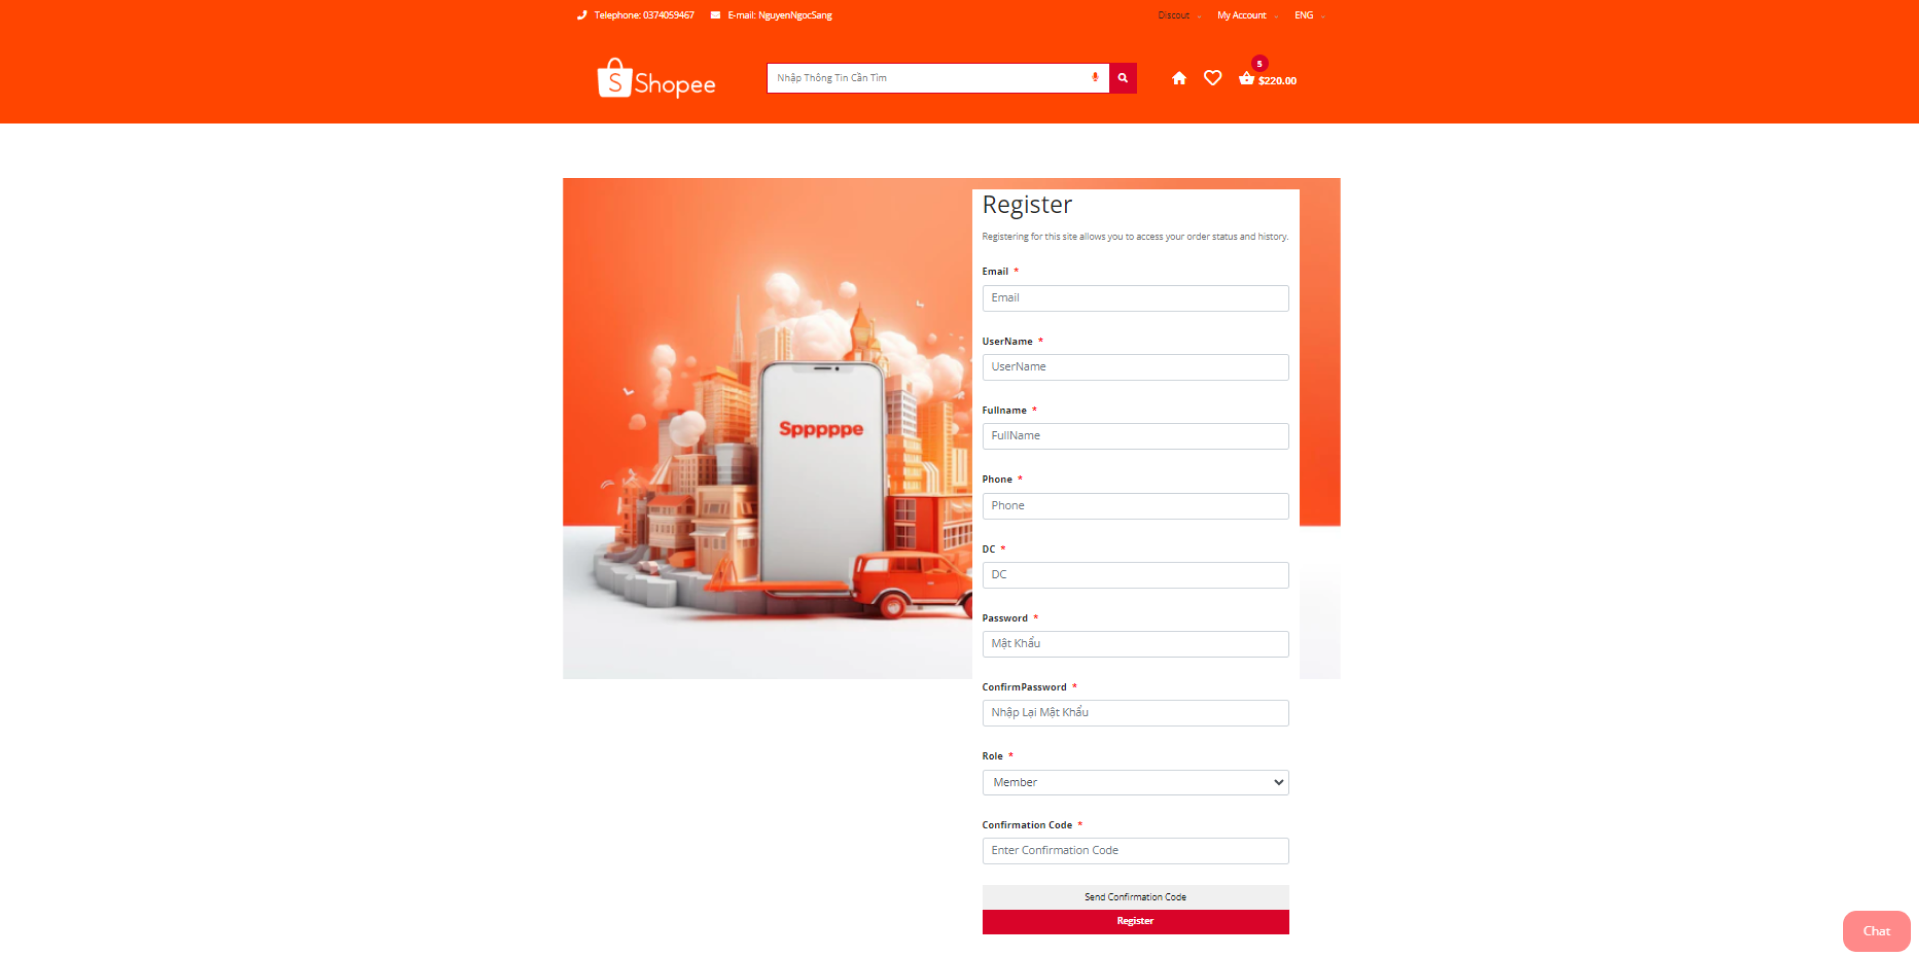 Telephone: 0374059467 E-mail: NguyenNgocSang Discout My Account ENG
S Shopee
Nhập Thông Tin Cần Tìm
5
$220.00
Register
Registering for this site allows you to access your order status and history.
Email *
Email
UserName *
UserName
Fullname *
FullName
Phone *
Phone
DC *
DC
Password *
Mật Khẩu
ConfirmPassword *
Nhập Lại Mật Khẩu
Role *
Member
Confirmation Code *
Enter Confirmation Code
Send Confirmation Code
Register
Spppppe
Chat